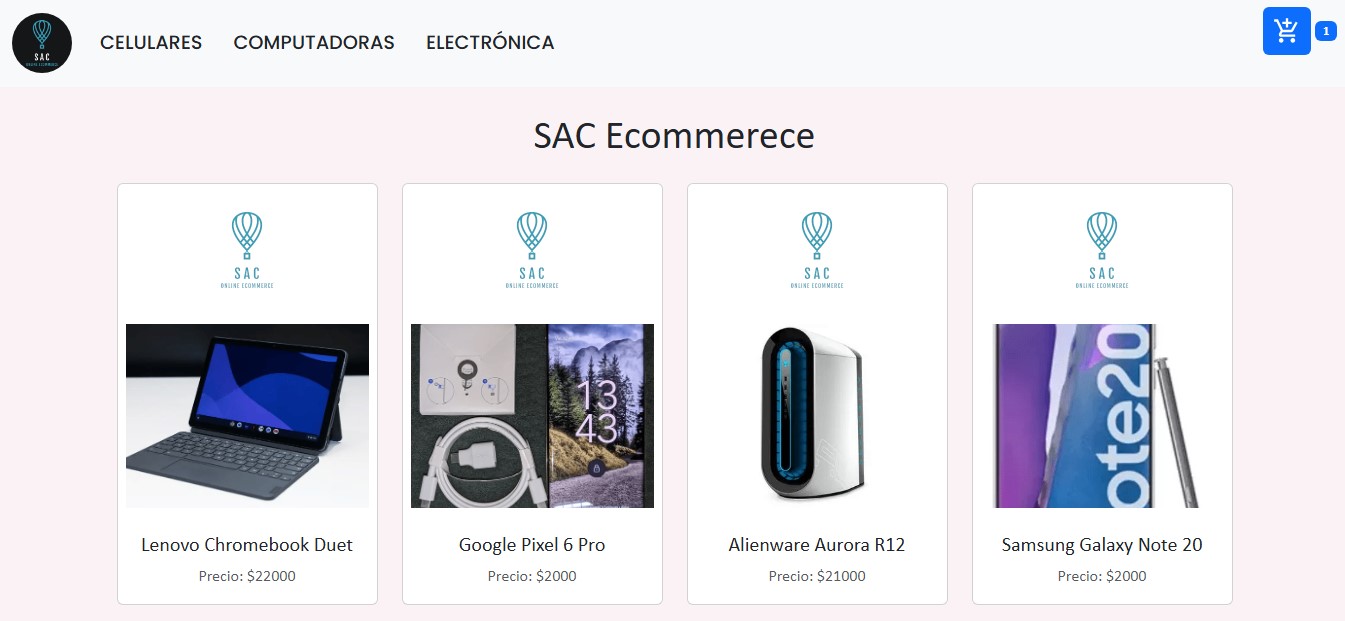 SAC
ONLINE ECOMMERCE
CELULARES COMPUTADORAS ELECTRÓNICA
1
SAC Ecommerece
SAC
ONLINE ECOMMERCE
SAC
ONLINE ECOMMERCE
SAC
ONLINE ECOMMERCE
SAC
ONLINE ECOMMERCE
13
43
ote20
Lenovo Chromebook Duet
Precio: $22000
Google Pixel 6 Pro
Precio: $2000
Alienware Aurora R12
Precio: $21000
Samsung Galaxy Note 20
Precio: $2000